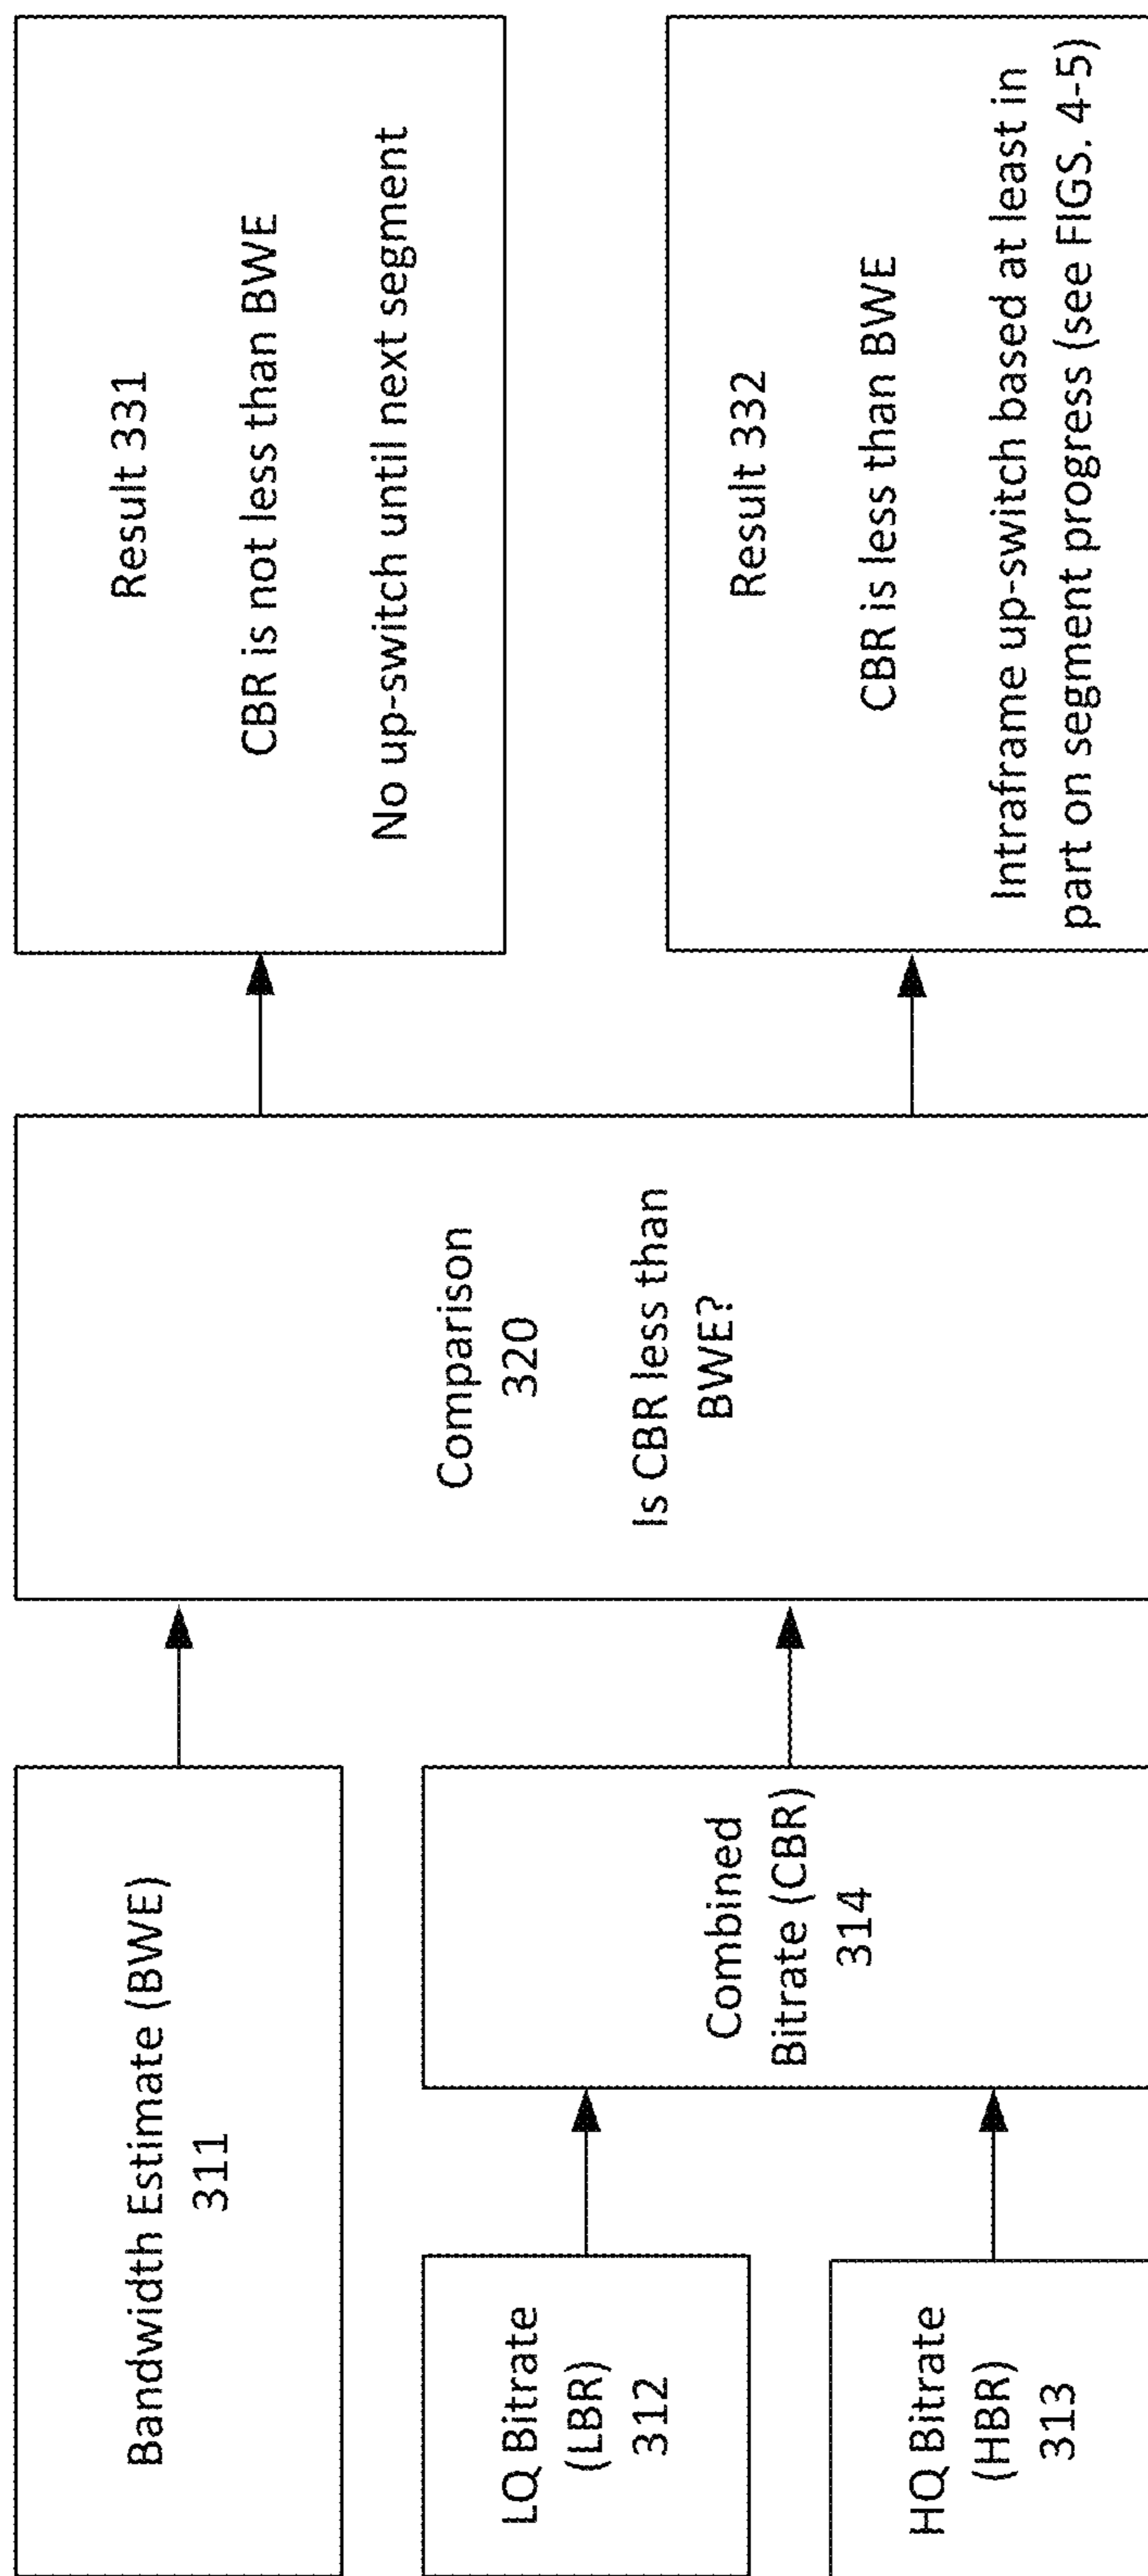 Bandwidth Estimate (BWE)
311
LQ Bitrate
(LBR)
312
HQ Bitrate
(HBR)
313
Combined
Bitrate (CBR)
314
Comparison
320
Is CBR less than
BWE?
Result 331
CBR is not less than BWE
No up-switch until next segment
Result 332
CBR is less than BWE
Intraframe up-switch based at least in
part on segment progress (see FIGS. 4-5)